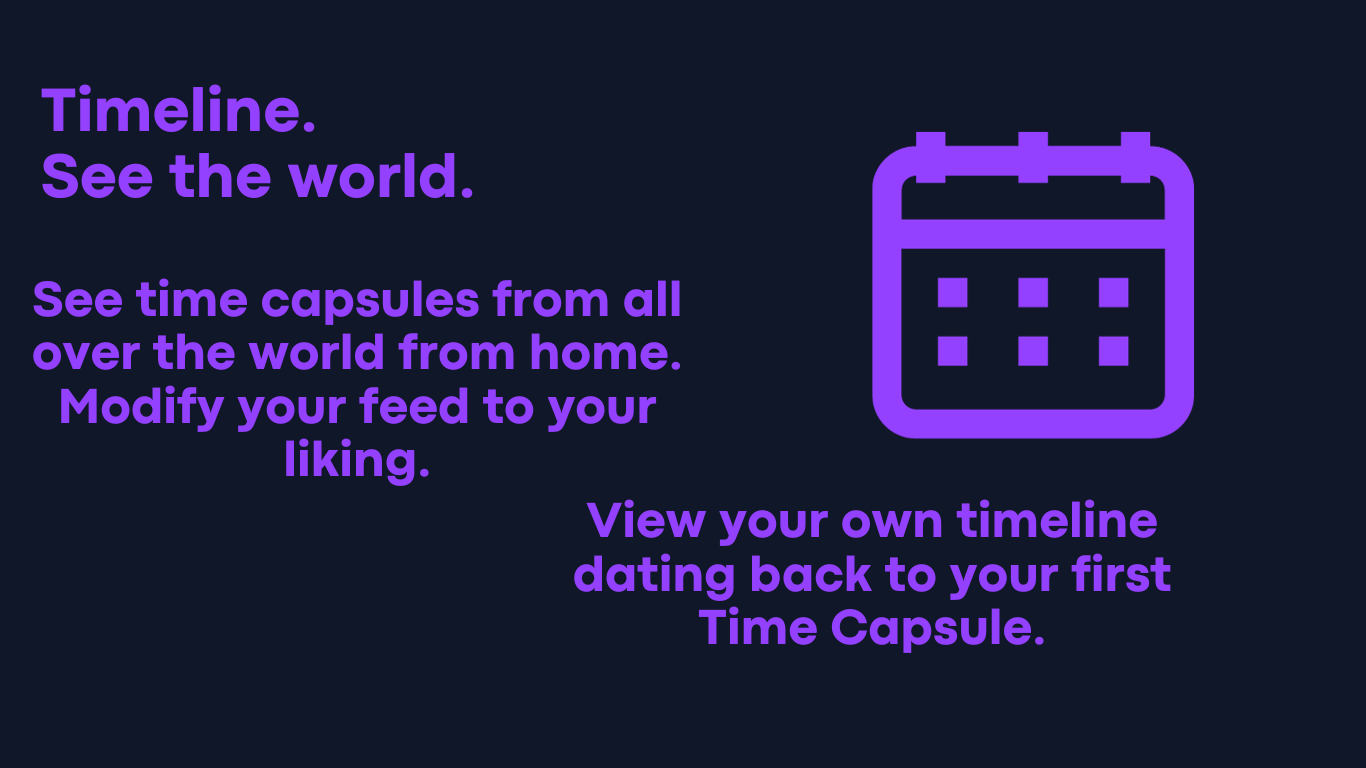 Timeline.
See the world.
See time capsules from all
over the world from home.
Modify your feed to your
liking.
View your own timeline
dating back to your first
Time Capsule.